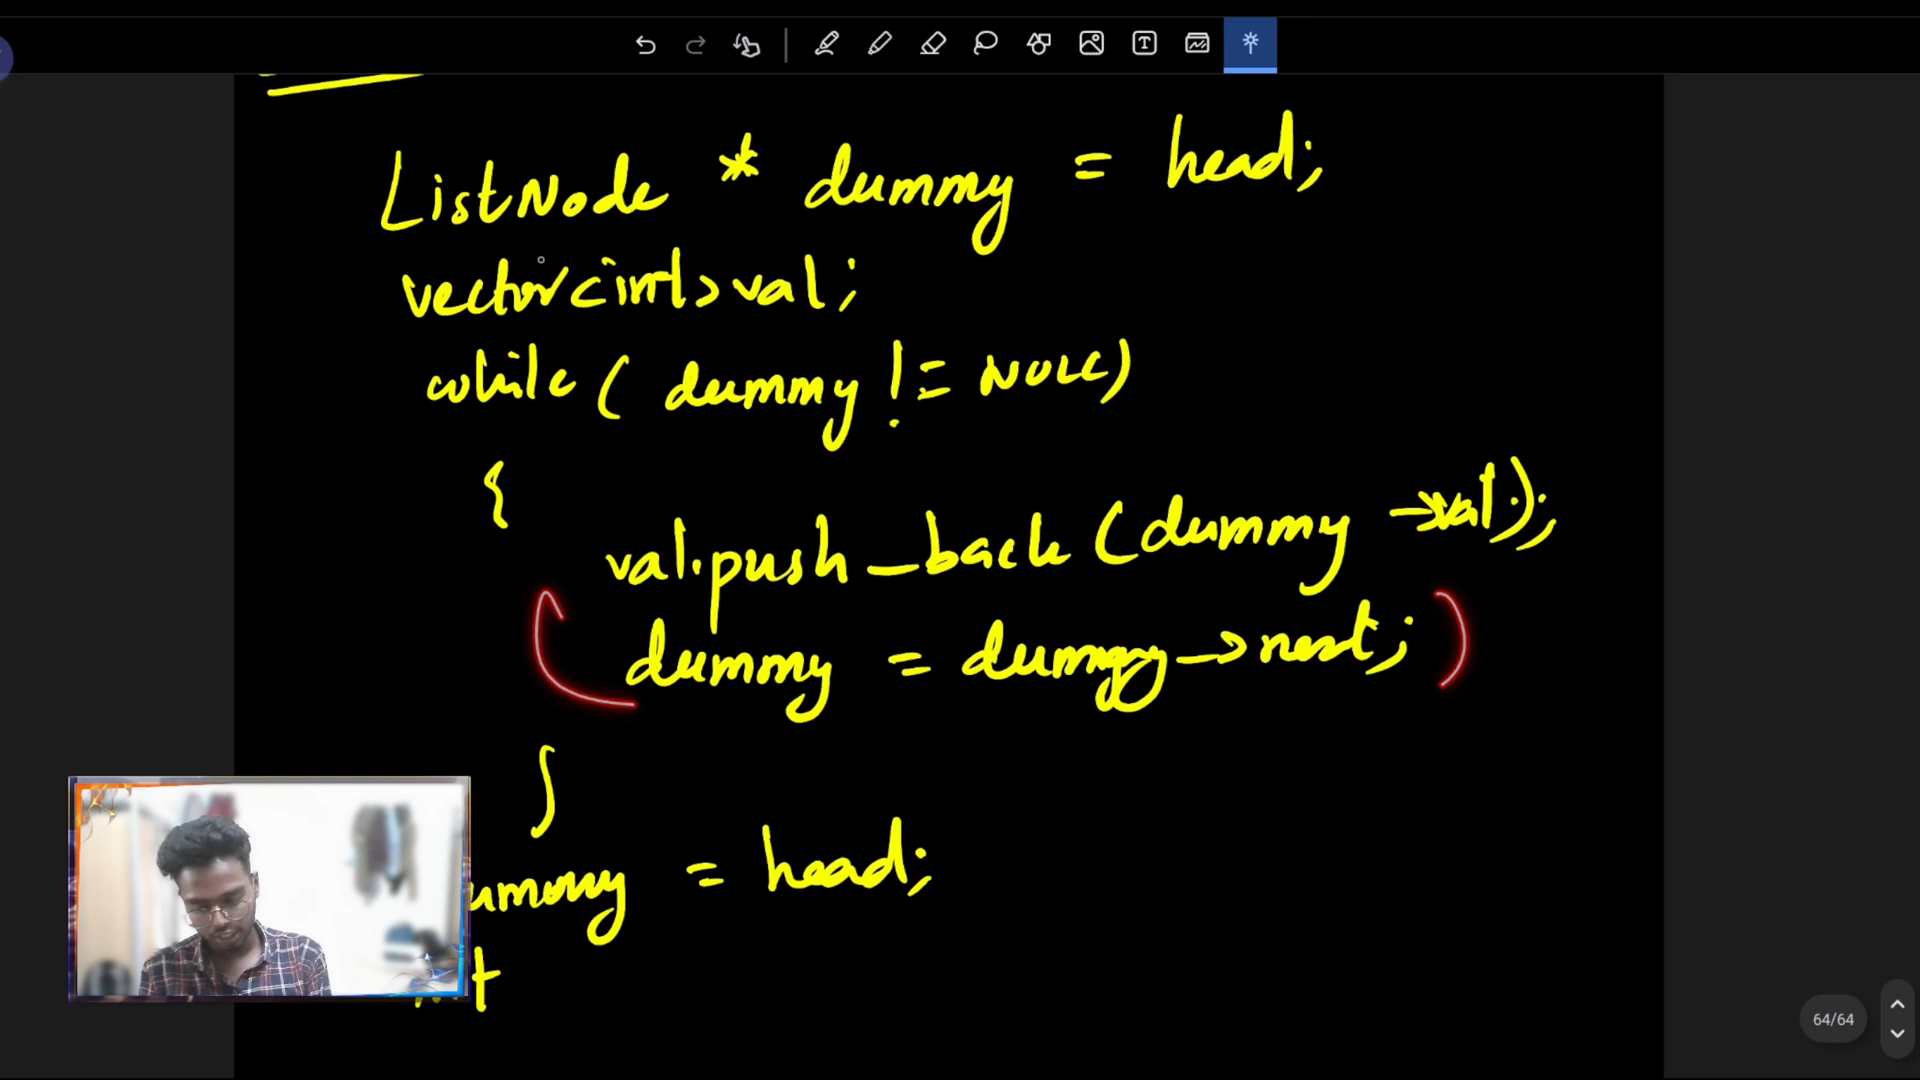 ListNode * dummy = head;
vector<int>val;
while ( dummy != NULL)
{
val.push_back (dummy ->val);
dummy = dummy->next;
}
ummy = head;
64/64